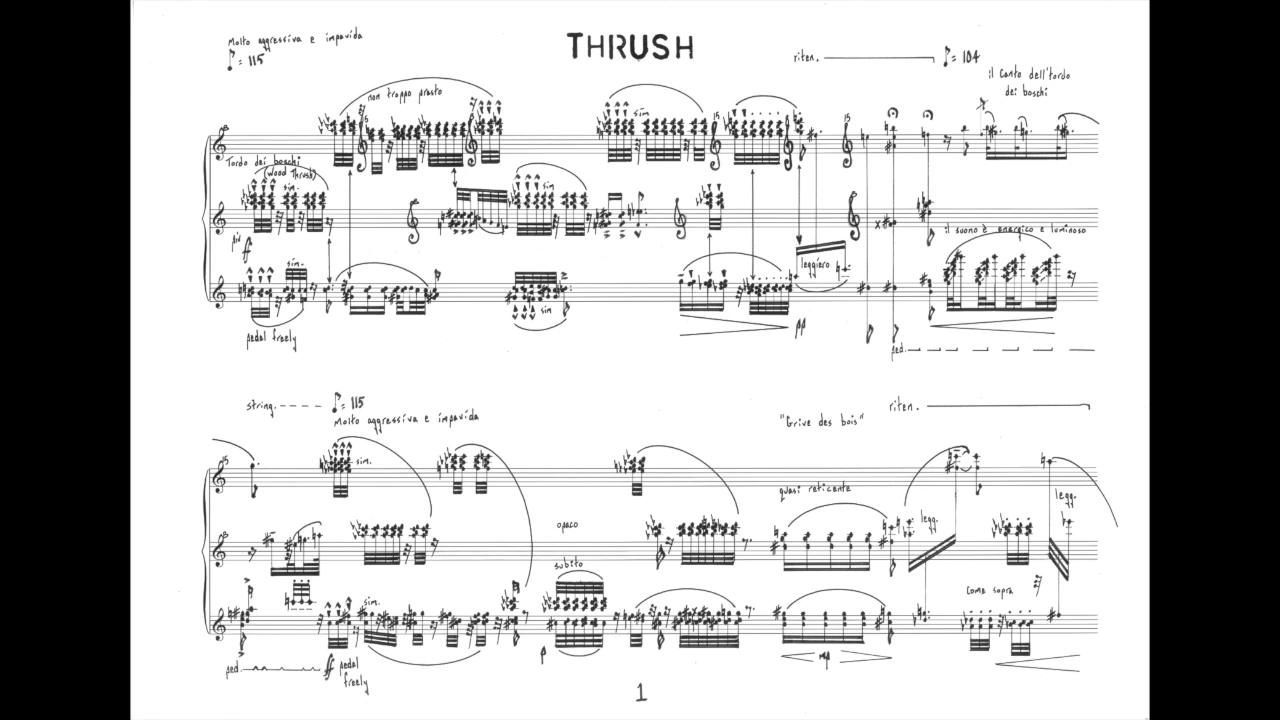 THRUSH
Molto aggressiva e impavida
♪= 115
riten.
♪= 104
il Canto dell'tordo
dei boschi
non troppo presto
sim
Tordo dei boschi
(Wood Thrush)
sim.
sim
più f
il suono è energico e luminoso
sim.
leggiero
sim
pp
pedal freely
ped.
string.
♪= 115
Molto aggressiva e impavida
"Grive des bois"
riten.
sim.
quasi reticente
legg.
legg.
opaco
subito
come sopra
sim.
p
mp
ped.
ff pedal
freely
1